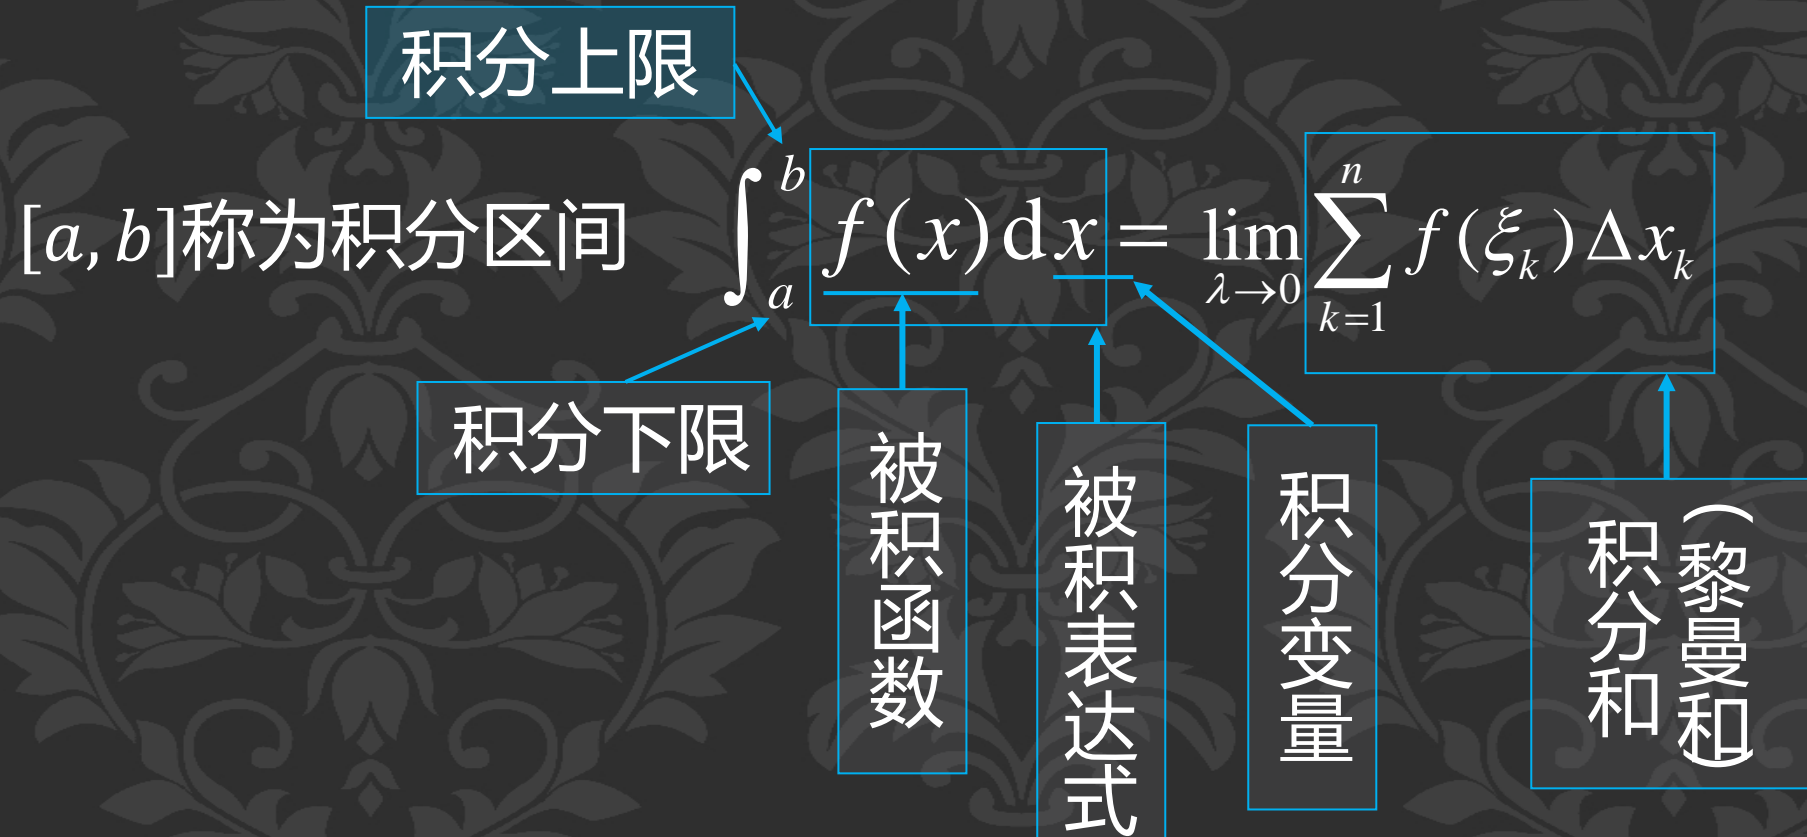 积分上限
[a, b]称为积分区间
∫_a^b f(x)dx = lim_{λ→0} ∑_{k=1}^n f(ξ_k)Δx_k
积分下限
被积函数
被积表达式
积分变量
积分和
(黎曼和)